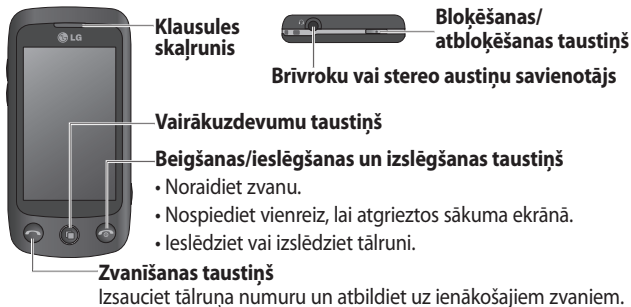 Klausules
skaļrunis
Bloķēšanas/
atbloķēšanas taustiņš
Brīvroku vai stereo austiņu savienotājs
LG
Vairākuzdevumu taustiņš
Beigšanas/ieslēgšanas un izslēgšanas taustiņš
• Noraidiet zvanu.
• Nospiediet vienreiz, lai atgrieztos sākuma ekrānā.
• Ieslēdziet vai izslēdziet tālruni.
Zvanīšanas taustiņš
Izsauciet tālruņa numuru un atbildiet uz ienākošajiem zvaniem.